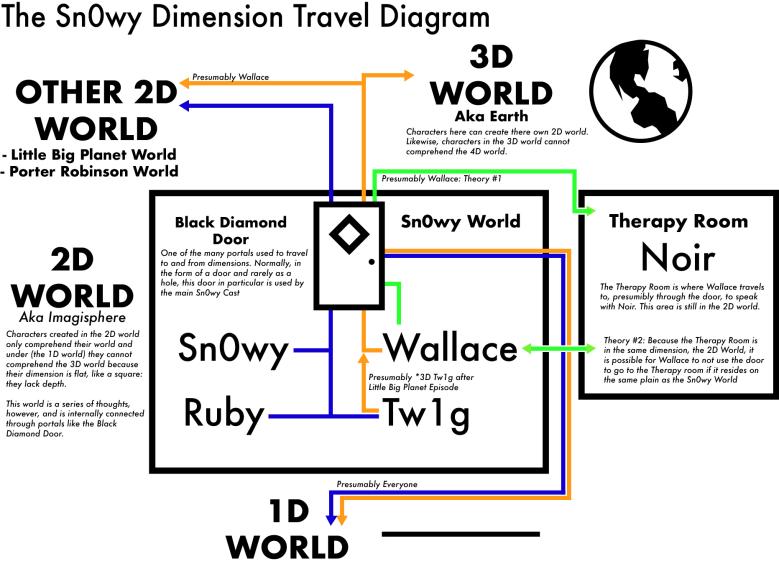 The Sn0wy Dimension Travel Diagram
Presumably Wallace
OTHER 2D
WORLD
- Little Big Planet World
- Porter Robinson World
3D
WORLD
Aka Earth
Characters here can create there own 2D world.
Likewise, characters in the 3D world cannot
comprehend the 4D world.
Presumably Wallace: Theory #1
Black Diamond
Door
One of the many portals used to travel
to and from dimensions. Normally, in
the form of a door and rarely as a
hole, this door in particular is used by
the main Sn0wy Cast
Sn0wy World
Therapy Room
Noir
The Therapy Room is where Wallace travels
to, presumibly through the door, to speak
with Noir. This area is still in the 2D world.
Theory #2: Because the Therapy Room is
in the same dimension, the 2D World, it
is possible for Wallace to not use the door
to go to the Therapy room if it resides on
the same plain as the Sn0wy World
2D
WORLD
Aka Imagisphere
Characters created in the 2D world
only comprehend their world and
under (the 1D world) they cannot
comprehend the 3D world because
their dimension is flat, like a square:
they lack depth.
This world is a series of thoughts,
however, and is internally connected
through portals like the Black
Diamond Door.
Sn0wy
Wallace
Presumably *3D Tw1g after
Little Big Planet Episode
Ruby
Tw1g
Presumably Everyone
1D
WORLD